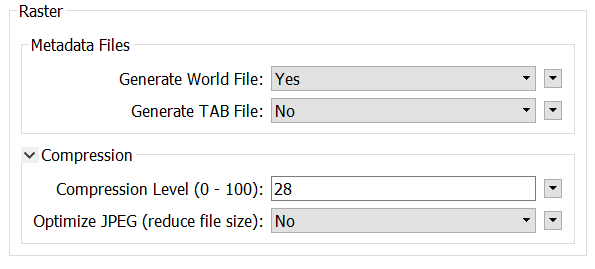 Raster
Metadata Files
Generate World File: Yes
Generate TAB File: No
Compression
Compression Level (0 - 100): 28
Optimize JPEG (reduce file size): No